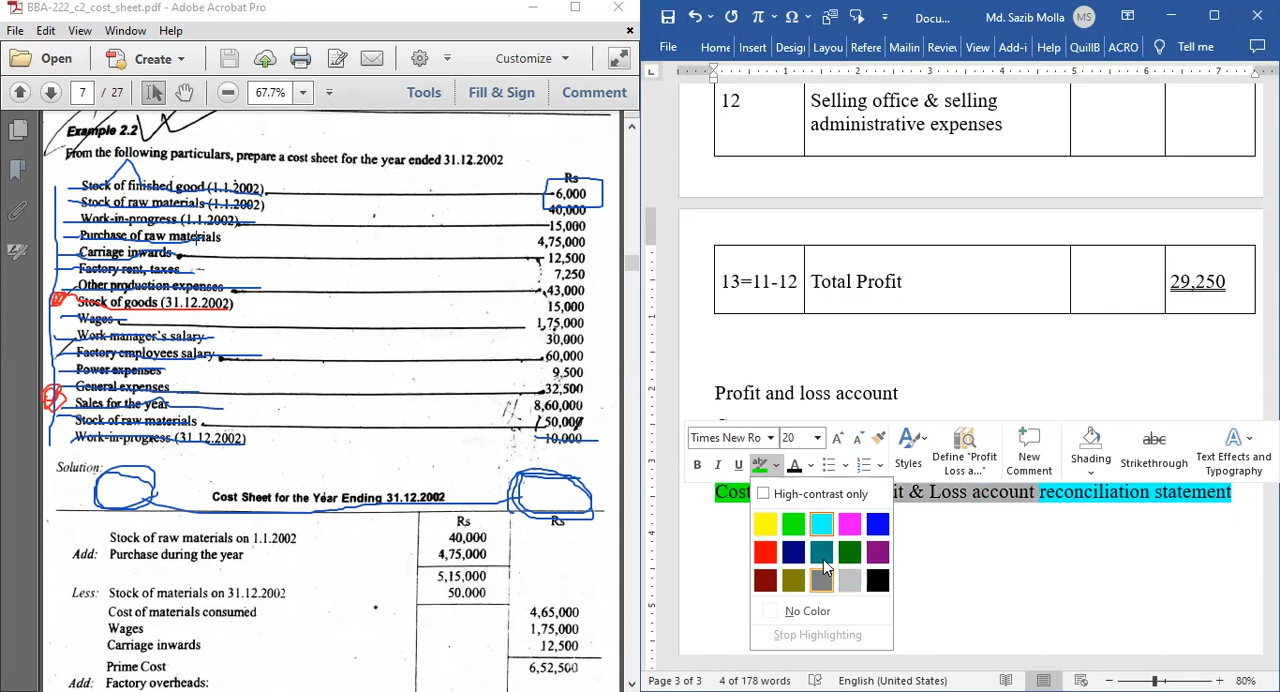 BBA-222_c2_cost_sheet.pdf - Adobe Acrobat Pro
File Edit View Window Help
Open Create Customize
7 / 27 67.7% Tools Fill & Sign Comment
Example 2.2
From the following particulars, prepare a cost sheet for the year ended 31.12.2002
Rs
Stock of finished good (1.1.2002) 6,000
Stock of raw materials (1.1.2002) 40,000
Work-in-progress (1.1.2002) 15,000
Purchase of raw materials 4,75,000
Carriage inwards 12,500
Factory rent, taxes 7,250
Other production expenses 43,000
Stock of goods (31.12.2002) 15,000
Wages 1,75,000
Work manager's salary 30,000
Factory employees salary 60,000
Power expenses 9,500
General expenses 32,500
Sales for the year 8,60,000
Stock of raw materials 50,000
Work-in-progress (31.12.2002) 10,000
Solution:
Cost Sheet for the Year Ending 31.12.2002
Rs Rs
Stock of raw materials on 1.1.2002 40,000
Add: Purchase during the year 4,75,000
5,15,000
Less: Stock of materials on 31.12.2002 50.000
Cost of materials consumed 4,65,000
Wages 1,75,000
Carriage inwards 12,500
Prime Cost 6,52,500
Add: Factory overheads:
Docu... Md. Sazib Molla MS
File Home Insert Desig Layou Refere Mailin Reviev View Add-i Help QuillB ACRO Tell me
1 2 3 4 5 6 7
12 Selling office & selling
administrative expenses
13=11-12 Total Profit 29,250
Profit and loss account
Times New Ro 20
B I U Styles Define "Profit Loss a..." New Comment Shading Strikethrough Text Effects and Typography
Cost it & Loss account reconciliation statement
High-contrast only
No Color
Stop Highlighting
Page 3 of 3 4 of 178 words English (United States) 80%